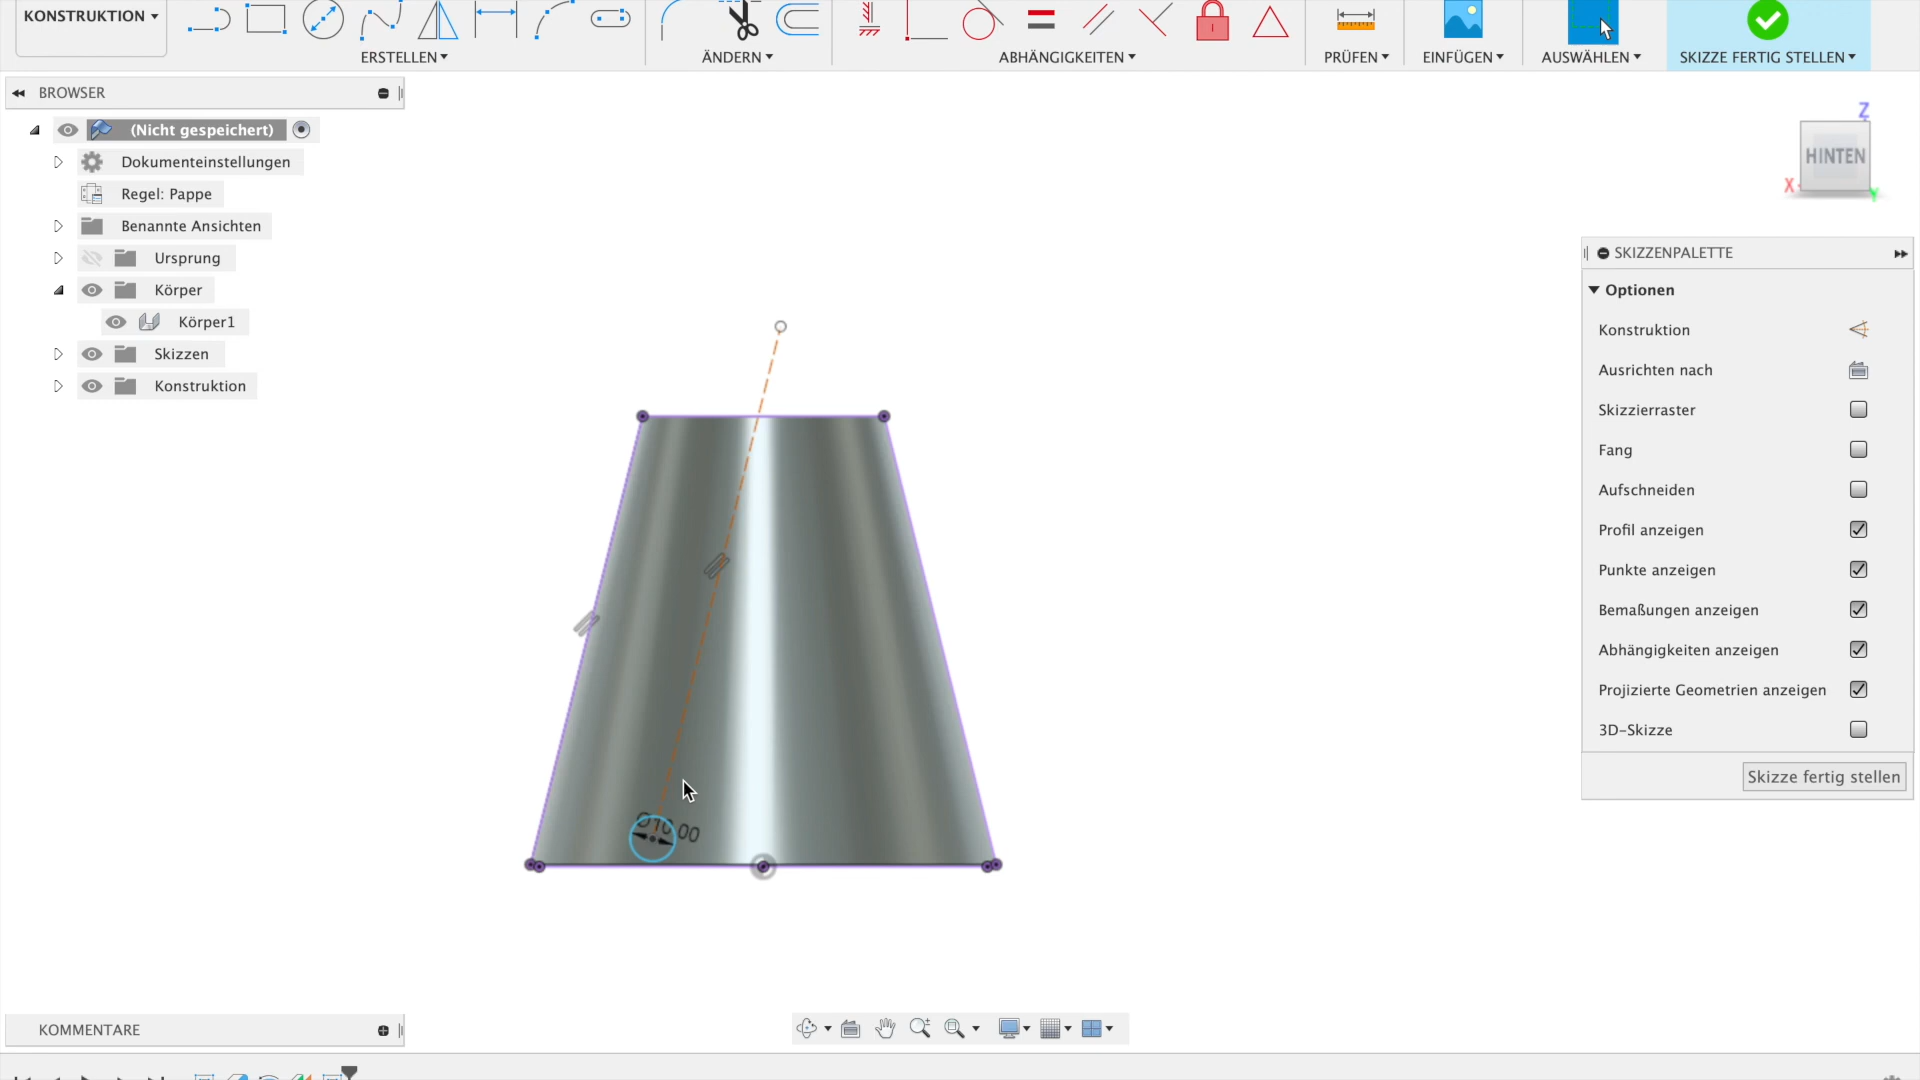 KONSTRUKTION
ERSTELLEN
ÄNDERN
ABHÄNGIGKEITEN
PRÜFEN
EINFÜGEN
AUSWÄHLEN
SKIZZE FERTIG STELLEN
BROWSER
(Nicht gespeichert)
Dokumenteinstellungen
Regel: Pappe
Benannte Ansichten
Ursprung
Körper
Körper1
Skizzen
Konstruktion
Z
HINTEN
X
Y
SKIZZENPALETTE
Optionen
Konstruktion
Ausrichten nach
Skizzierraster
Fang
Aufschneiden
Profil anzeigen
Punkte anzeigen
Bemaßungen anzeigen
Abhängigkeiten anzeigen
Projizierte Geometrien anzeigen
3D-Skizze
Skizze fertig stellen
Ø10.00
KOMMENTARE